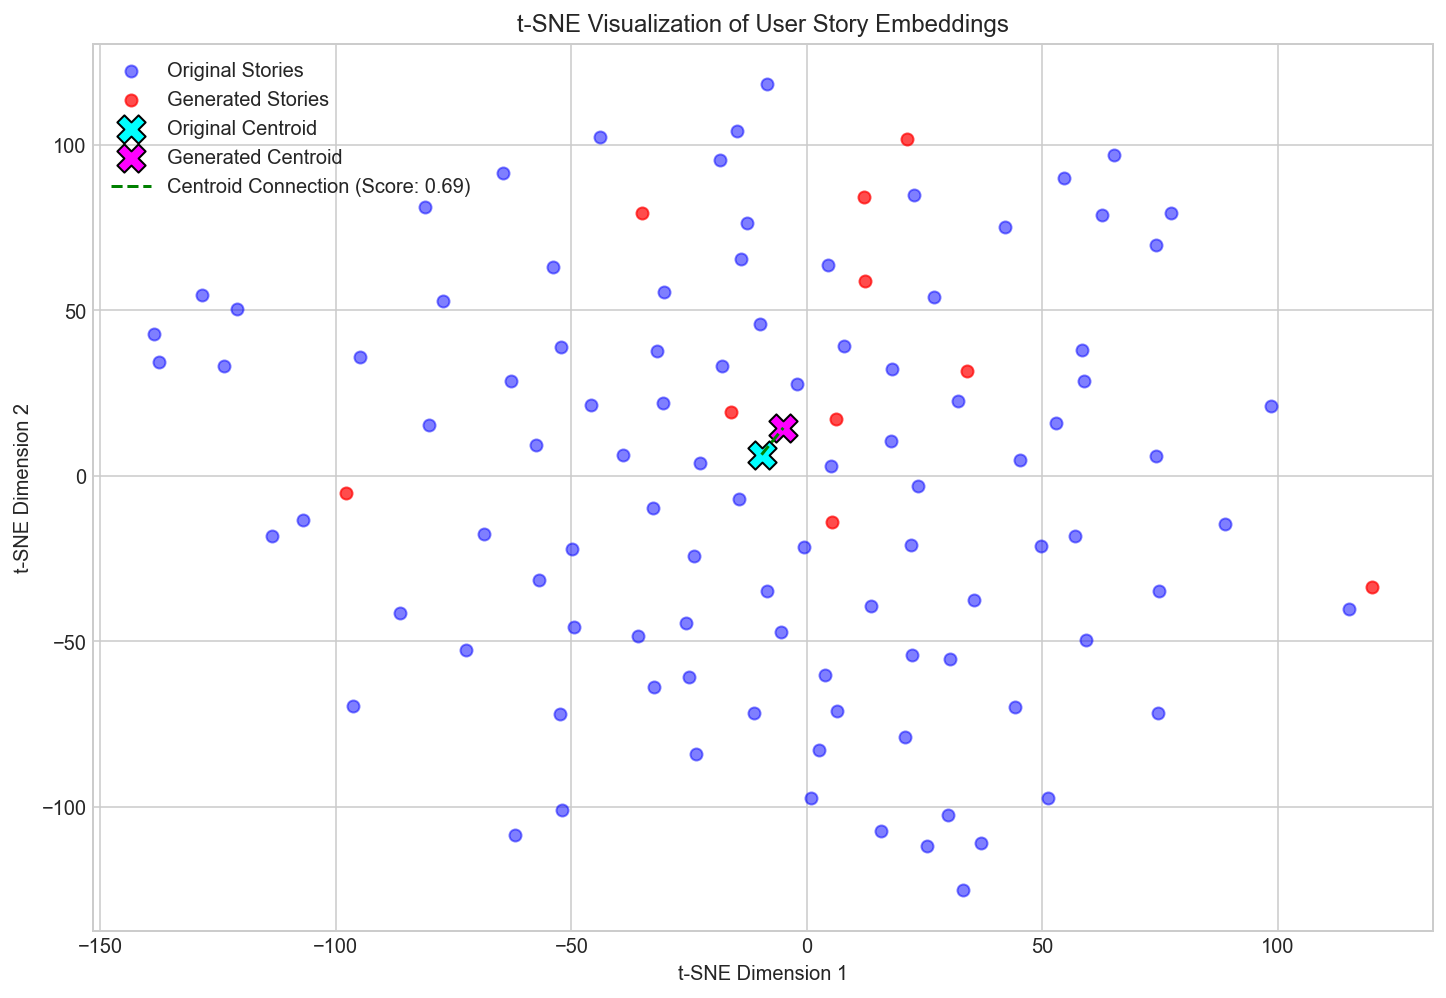 t-SNE Visualization of User Story Embeddings
Original Stories
Generated Stories
Original Centroid
Generated Centroid
Centroid Connection (Score: 0.69)
100
50
0
−50
−100
t-SNE Dimension 2
−150
−100
−50
0
50
100
t-SNE Dimension 1